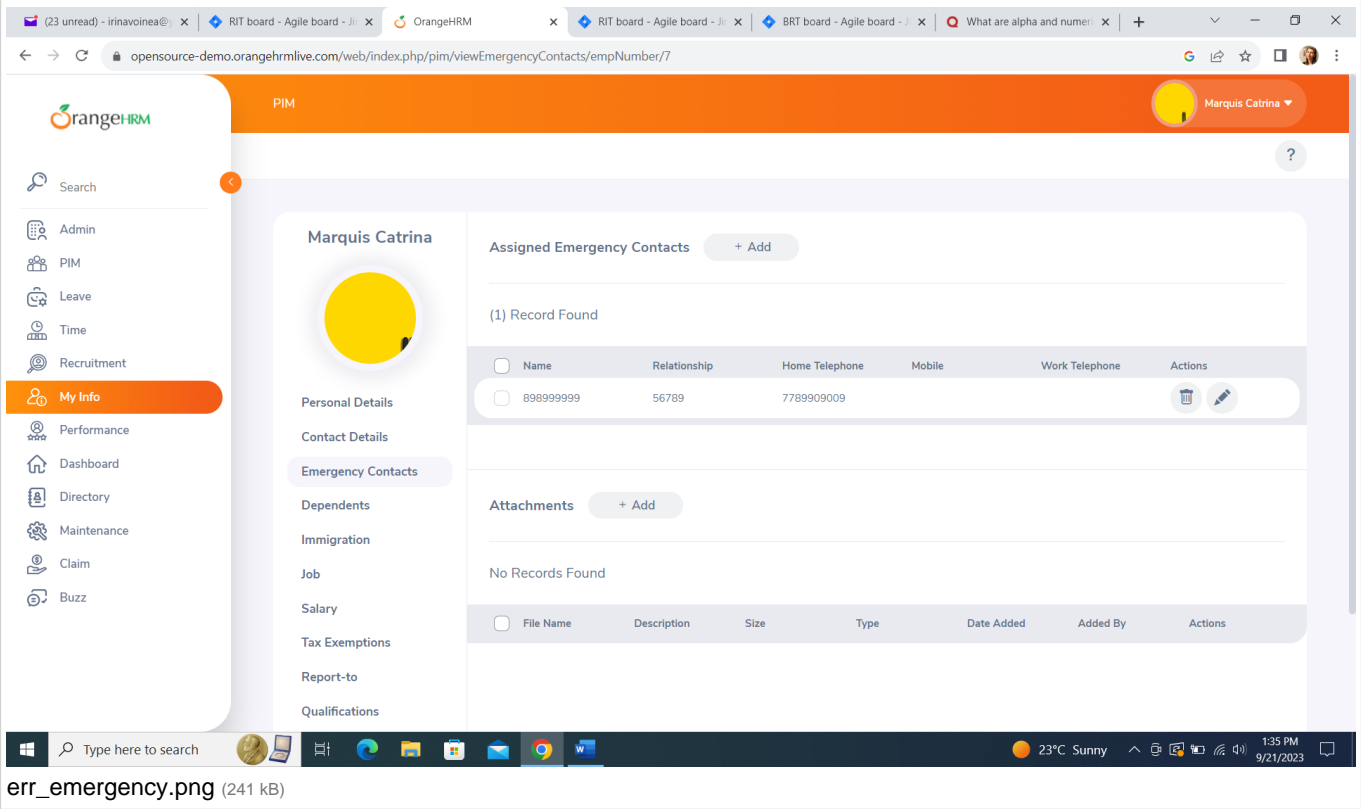 (23 unread) - irinavoinea@y RIT board - Agile board - Jir OrangeHRM RIT board - Agile board - Jir BRT board - Agile board - J What are alpha and numeri
opensource-demo.orangehrmlive.com/web/index.php/pim/viewEmergencyContacts/empNumber/7
OrangeHRM
PIM
Marquis Catrina
?
Search
Admin
PIM
Leave
Time
Recruitment
My Info
Performance
Dashboard
Directory
Maintenance
Claim
Buzz
Marquis Catrina
Personal Details
Contact Details
Emergency Contacts
Dependents
Immigration
Job
Salary
Tax Exemptions
Report-to
Qualifications
Assigned Emergency Contacts + Add
(1) Record Found
Name Relationship Home Telephone Mobile Work Telephone Actions
898999999 56789 7789909009
Attachments + Add
No Records Found
File Name Description Size Type Date Added Added By Actions
Type here to search
23°C Sunny
1:35 PM
9/21/2023
err_emergency.png (241 kB)